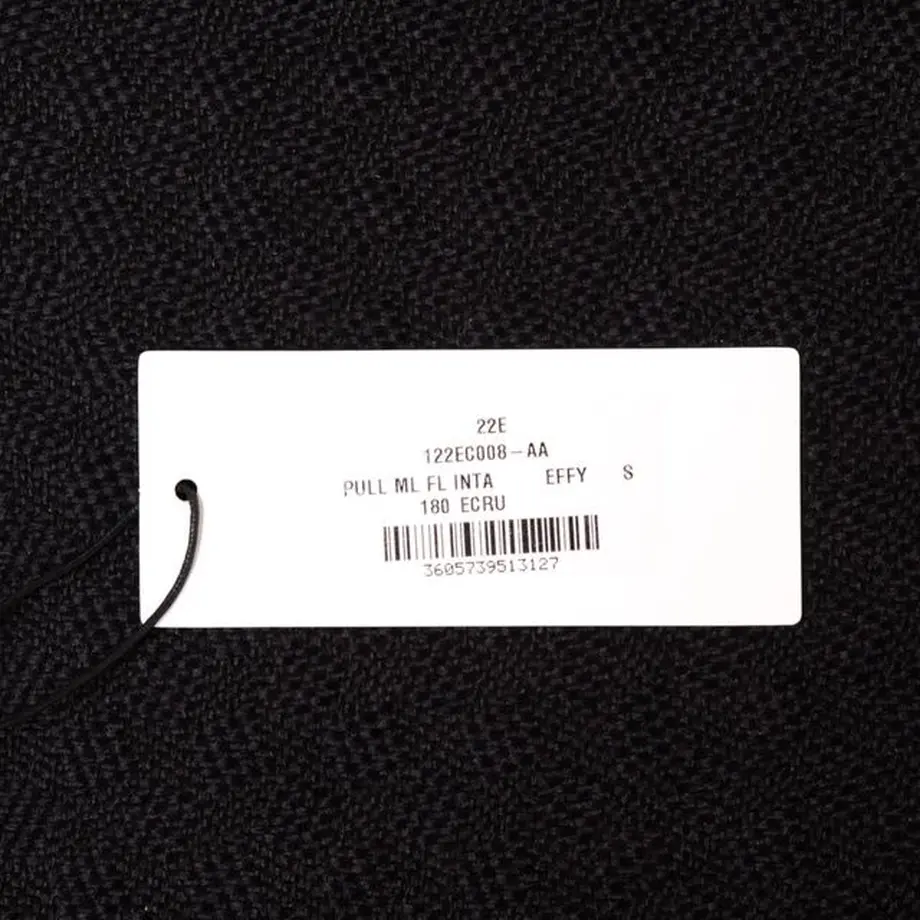 22E
122EC008-AA
PULL ML FL INTA EFFY S
180 ECRU
3605739513127